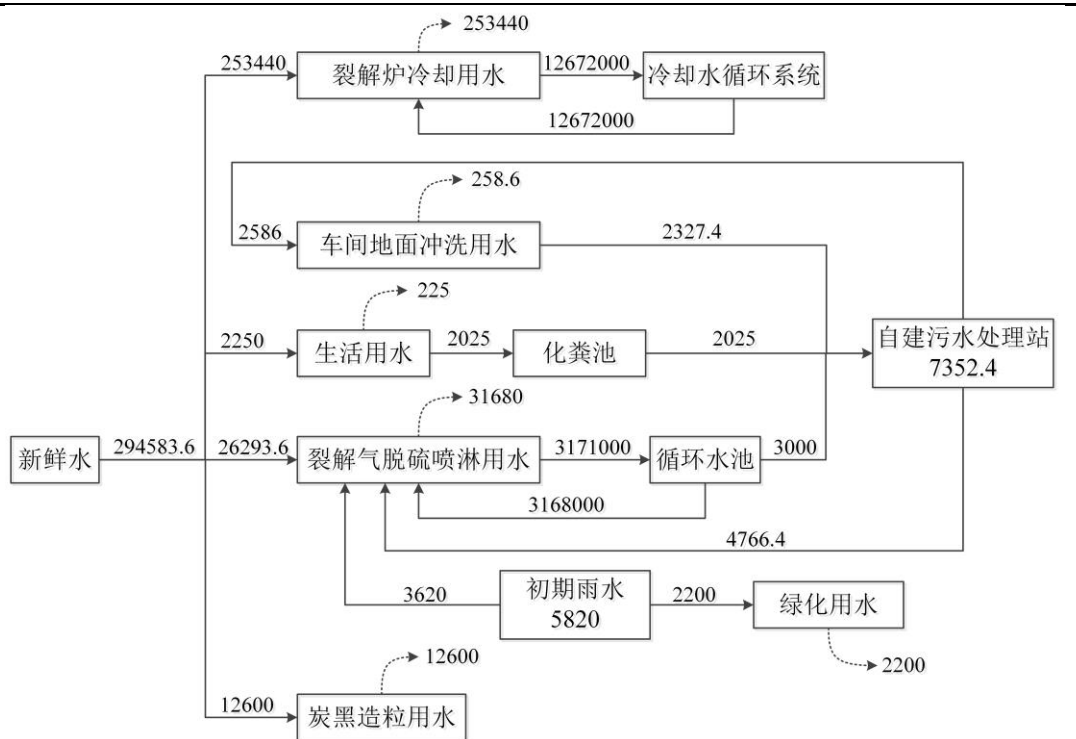 253440
253440
裂解炉冷却用水
12672000
冷却水循环系统
12672000
258.6
2586
车间地面冲洗用水
2327.4
225
2250
生活用水
2025
化粪池
2025
自建污水处理站
7352.4
31680
新鲜水
294583.6
26293.6
裂解气脱硫喷淋用水
3171000
循环水池
3000
3168000
4766.4
3620
初期雨水
5820
2200
绿化用水
12600
2200
12600
炭黑造粒用水